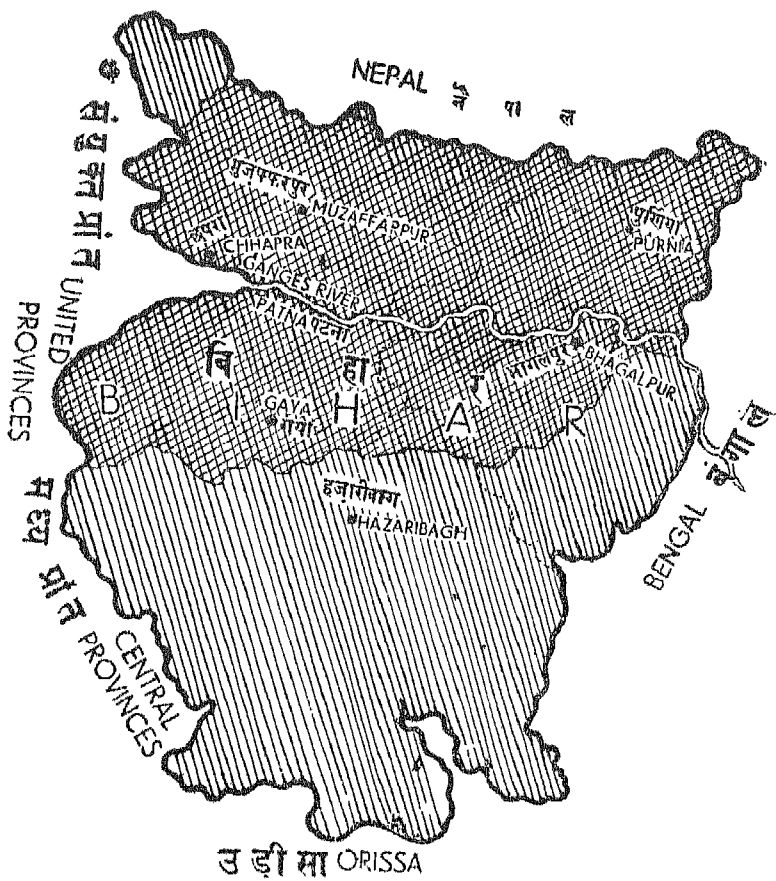 NEPAL नेपाल
संयुक्त प्रांत
UNITED
PROVINCES
मुजफ्फरपुर
MUZAFFARPUR
छपरा
CHHAPRA
पुर्णिया
PURNIA
GANGES RIVER
PATNA पटना
भागलपुर
BHAGALPUR
बि हा र
B I H A R
GAYA
गया
हजारीबाग
HAZARIBAGH
बंगाल
BENGAL
मध्य प्रांत
CENTRAL
PROVINCES
उड़ीसा ORISSA